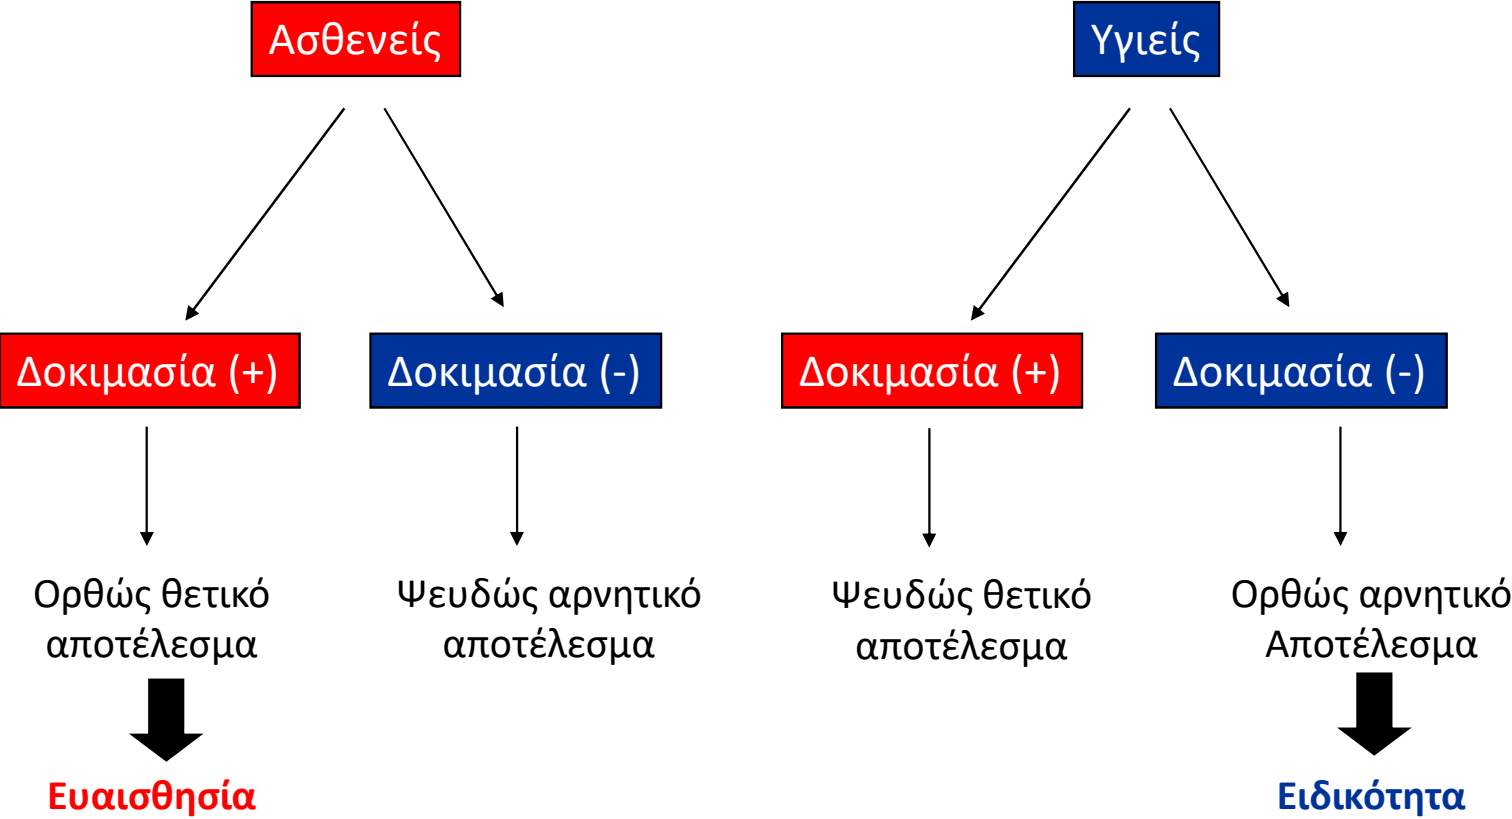 Ασθενείς
Υγιείς
Δοκιμασία (+)
Δοκιμασία (-)
Δοκιμασία (+)
Δοκιμασία (-)
Ορθώς θετικό
αποτέλεσμα
Ψευδώς αρνητικό
αποτέλεσμα
Ψευδώς θετικό
αποτέλεσμα
Ορθώς αρνητικό
Αποτέλεσμα
Ευαισθησία
Ειδικότητα